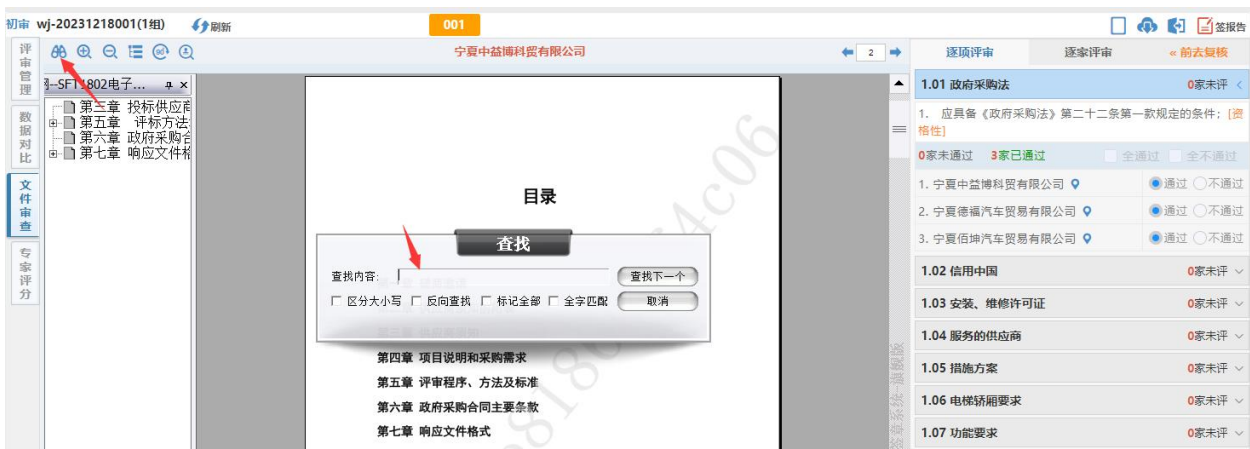 初审 wj-20231218001(1组) 刷新 001 签报告
评审管理
数据对比
文件审查
专家评分
宁夏中益博科贸有限公司 2
--SFT1802电子...
第三章 投标供应商
第五章 评标方法
第六章 政府采购合
第七章 响应文件格
目录
查找
查找内容: 查找下一个
区分大小写 反向查找 标记全部 全字匹配 取消
第四章 项目说明和采购需求
第五章 评审程序、方法及标准
第六章 政府采购合同主要条款
第七章 响应文件格式
签章系统-旗舰版
逐项评审 逐家评审 « 前去复核
1.01 政府采购法 0家未评
1. 应具备《政府采购法》第二十二条第一款规定的条件; [资
格性]
0家未通过 3家已通过 全通过 全不通过
1. 宁夏中益博科贸有限公司 通过 不通过
2. 宁夏德福汽车贸易有限公司 通过 不通过
3. 宁夏佰坤汽车贸易有限公司 通过 不通过
1.02 信用中国 0家未评
1.03 安装、维修许可证 0家未评
1.04 服务的供应商 0家未评
1.05 措施方案 0家未评
1.06 电梯轿厢要求 0家未评
1.07 功能要求 0家未评